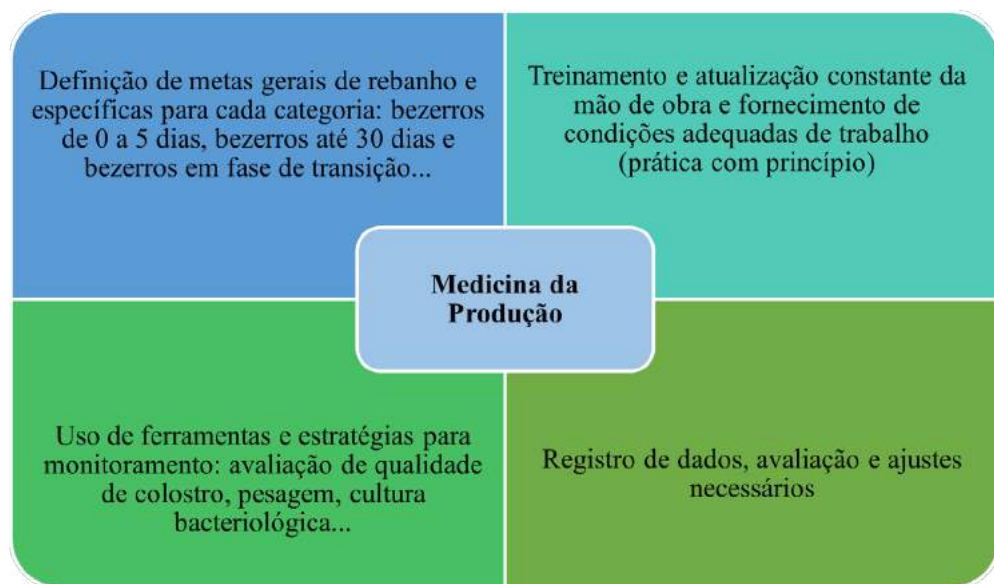 Definição de metas gerais de rebanho e
específicas para cada categoria: bezerros
de 0 a 5 dias, bezerros até 30 dias e
bezerros em fase de transição...
Treinamento e atualização constante da
mão de obra e fornecimento de
condições adequadas de trabalho
(prática com princípio)
Medicina da
Produção
Uso de ferramentas e estratégias para
monitoramento: avaliação de qualidade
de colostro, pesagem, cultura
bacteriológica...
Registro de dados, avaliação e ajustes
necessários